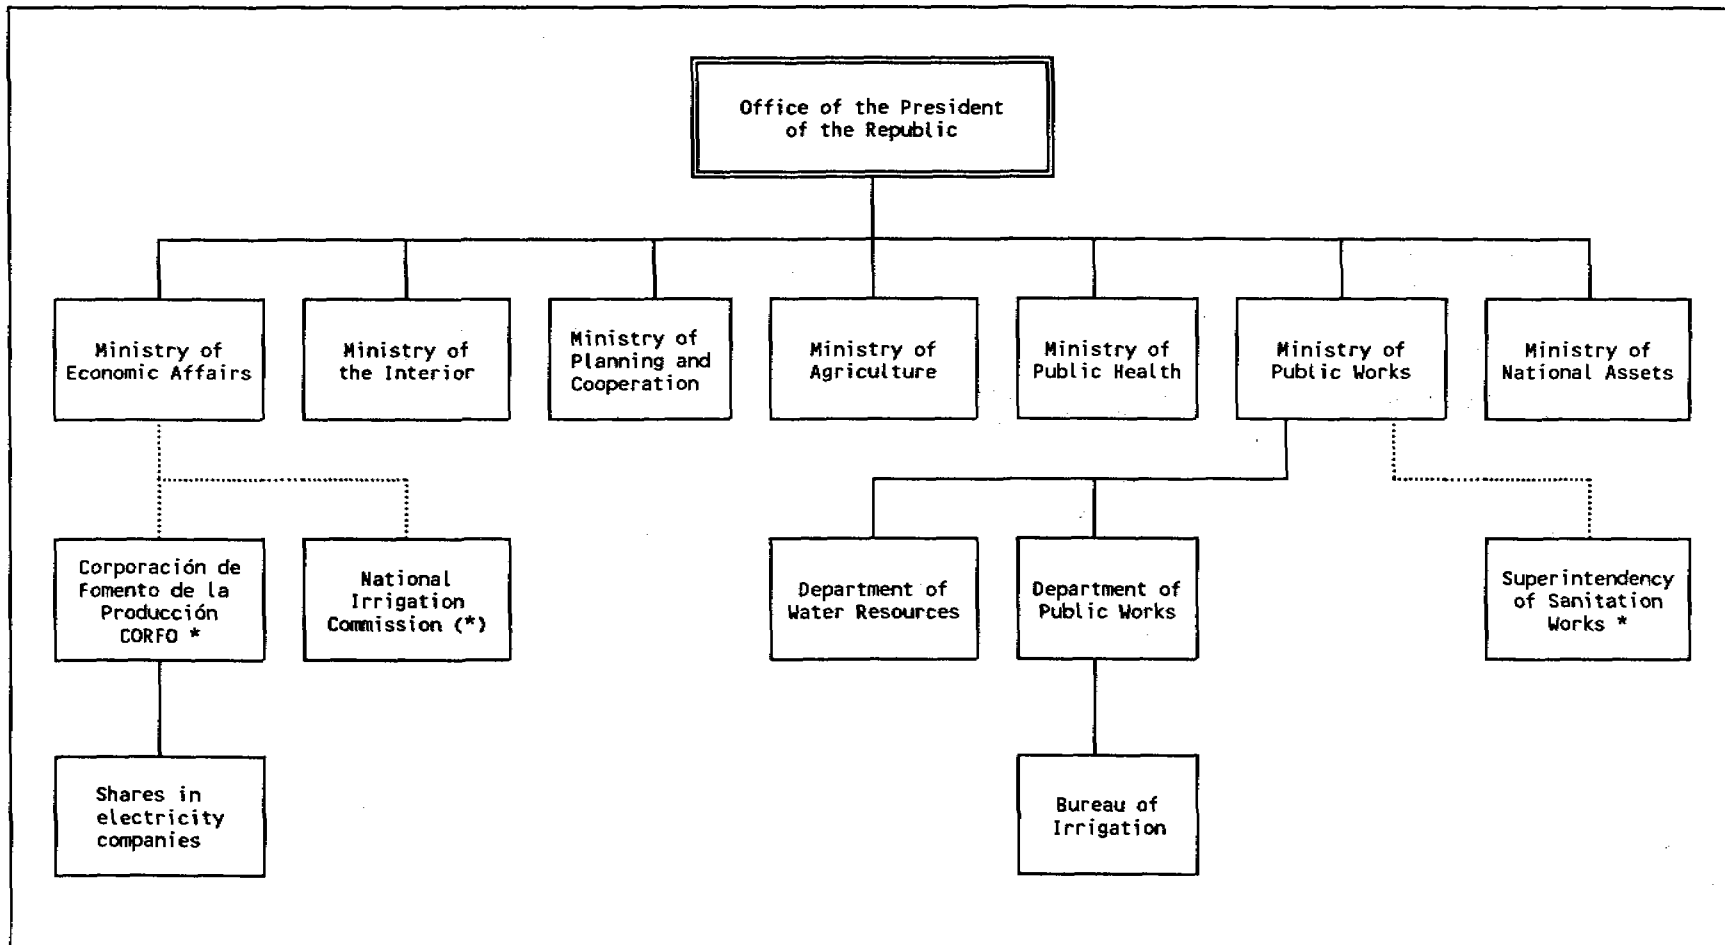 Office of the President
of the Republic
Ministry of
Economic Affairs
Ministry of
the Interior
Ministry of
Planning and
Cooperation
Ministry of
Agriculture
Ministry of
Public Health
Ministry of
Public Works
Ministry of
National Assets
Corporación de
Fomento de la
Producción
CORFO *
National
Irrigation
Commission (*)
Department of
Water Resources
Department of
Public Works
Superintendency
of Sanitation
Works *
Shares in
electricity
companies
Bureau of
Irrigation